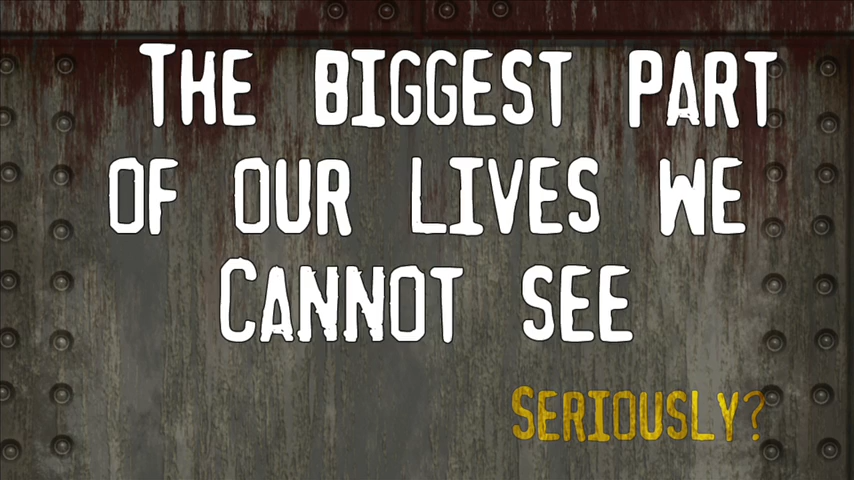 The biggest part
of our lives we
Cannot see
Seriously?